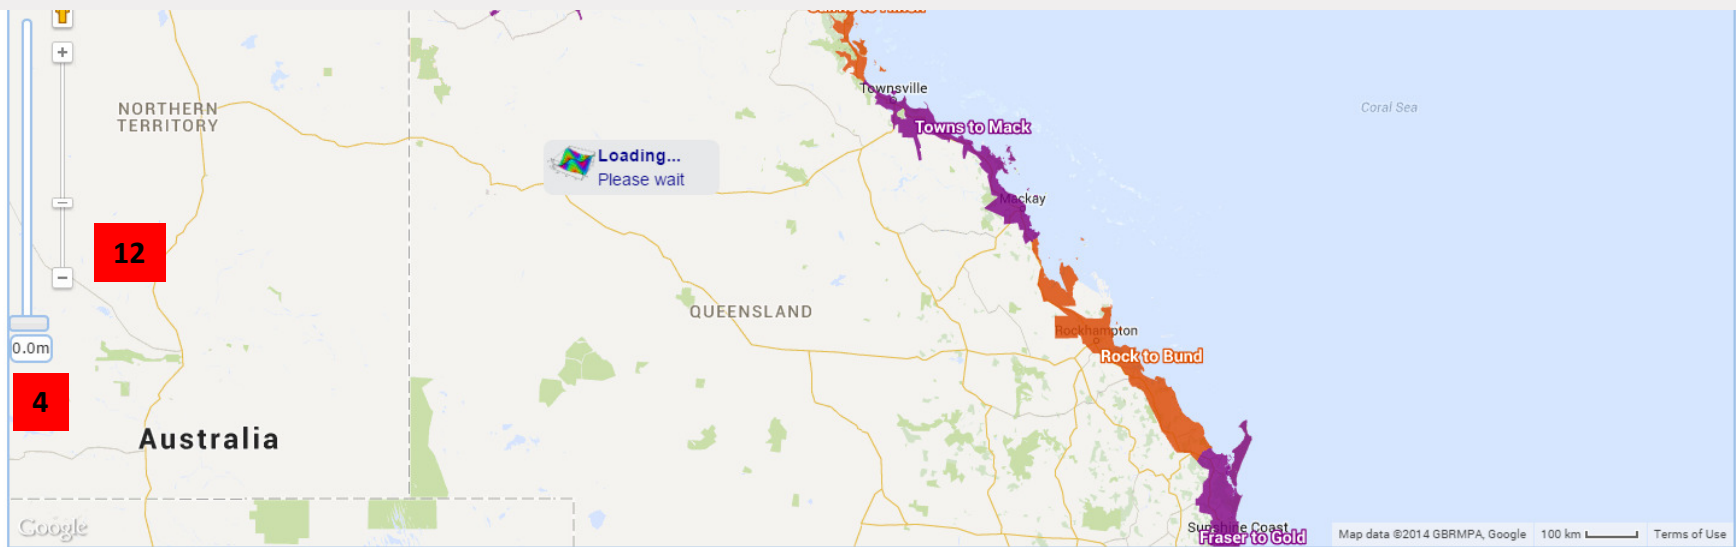 Townsville
NORTHERN
TERRITORY
Coral Sea
Towns to Mack
Loading...
Please wait
Mackay
12
QUEENSLAND
Rockhampton
0.0m
Rock to Bund
4
Australia
Google
Sunshine Coast
Fraser to Gold
Map data ©2014 GBRMPA, Google
100 km
Terms of Use